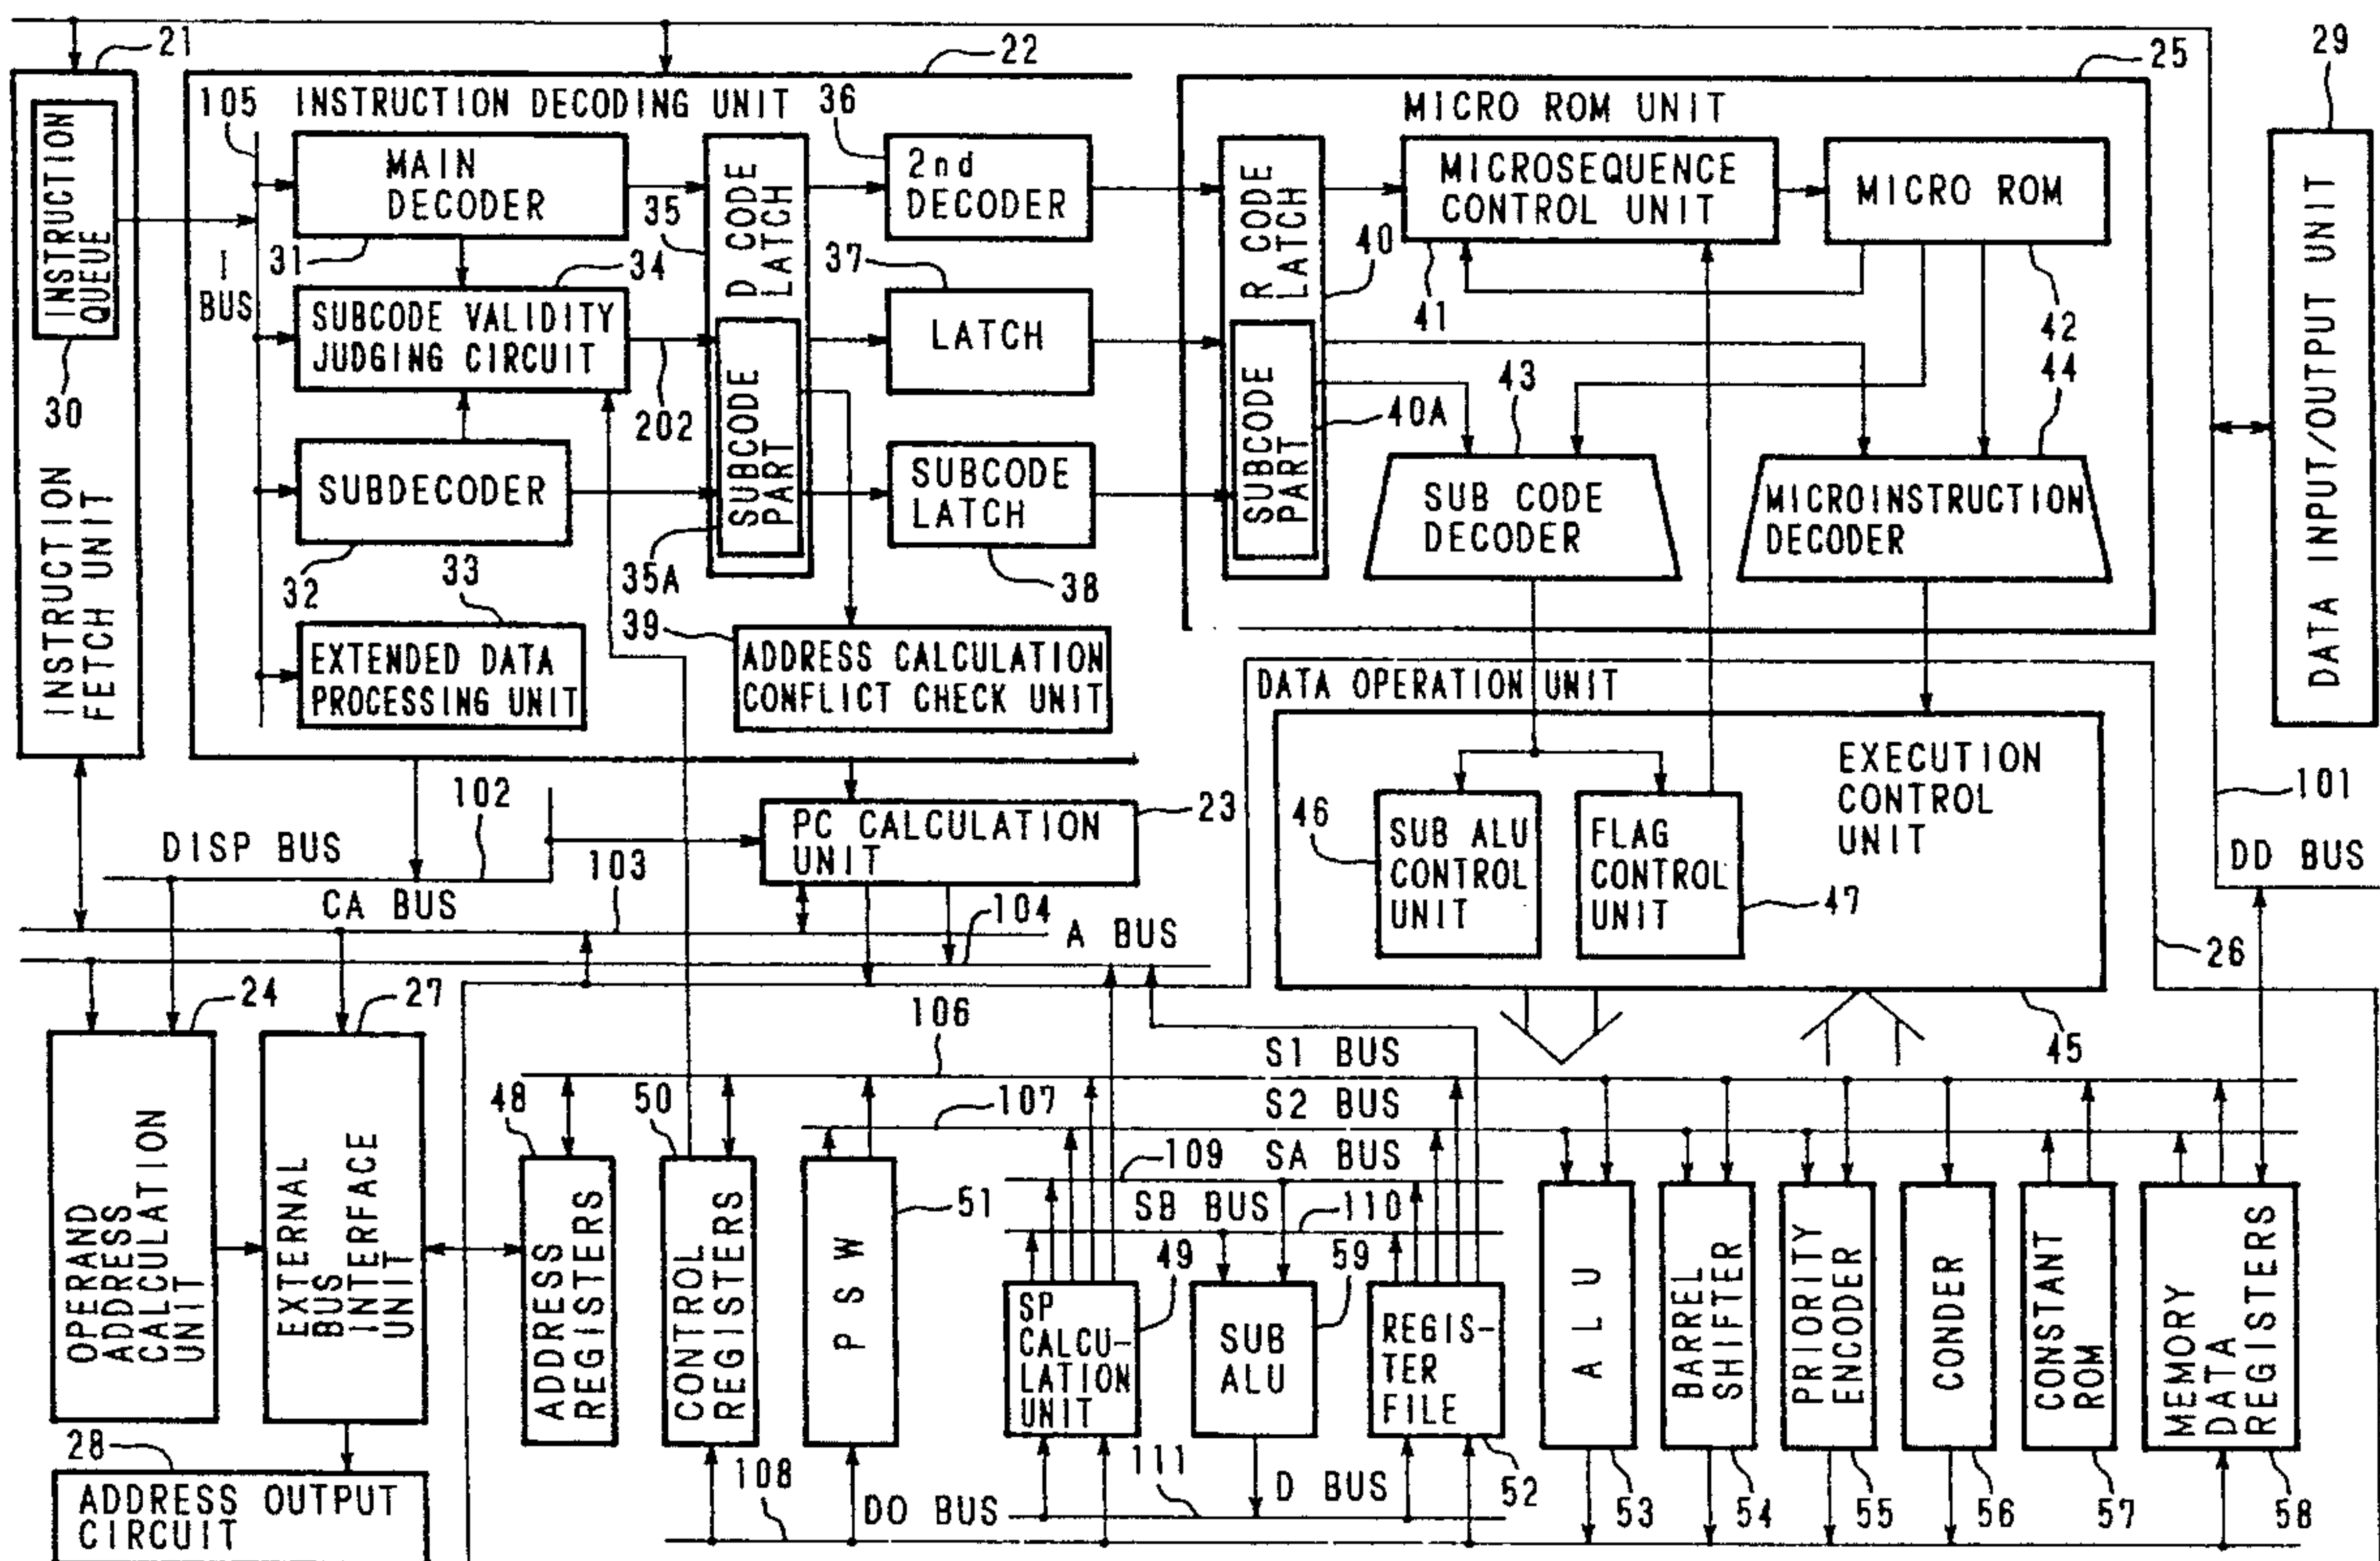 21
22
25
29
INSTRUCTION
QUEUE
30
INSTRUCTION
FETCH UNIT
105
INSTRUCTION DECODING UNIT
I
BUS
MAIN
DECODER
31
SUBCODE VALIDITY
JUDGING CIRCUIT
34
202
SUBDECODER
32
33
EXTENDED DATA
PROCESSING UNIT
35
D CODE
LATCH
SUBCODE
PART
35A
36
2nd
DECODER
37
LATCH
SUBCODE
LATCH
38
39
ADDRESS CALCULATION
CONFLICT CHECK UNIT
MICRO ROM UNIT
R CODE
LATCH
40
SUBCODE
PART
40A
MICROSEQUENCE
CONTROL UNIT
41
MICRO ROM
42
43
SUB CODE
DECODER
44
MICROINSTRUCTION
DECODER
DATA INPUT/OUTPUT UNIT
DATA OPERATION UNIT
EXECUTION
CONTROL
UNIT
46
SUB ALU
CONTROL
UNIT
FLAG
CONTROL
UNIT
47
101
DD BUS
26
45
102
DISP BUS
PC CALCULATION
UNIT
23
103
CA BUS
104
A BUS
24
27
OPERAND
ADDRESS
CALCULATION
UNIT
EXTERNAL
BUS
INTERFACE
UNIT
28
ADDRESS OUTPUT
CIRCUIT
106
S1 BUS
107
S2 BUS
109
SA BUS
SB BUS
110
48
ADDRESS
REGISTERS
50
CONTROL
REGISTERS
PSW
51
49
SP
CALCU-
LATION
UNIT
59
SUB
ALU
REGIS-
TER
FILE
52
ALU
53
BARREL
SHIFTER
54
PRIORITY
ENCODER
55
CONDER
56
CONSTANT
ROM
57
MEMORY
DATA
REGISTERS
58
108
DO BUS
111
D BUS